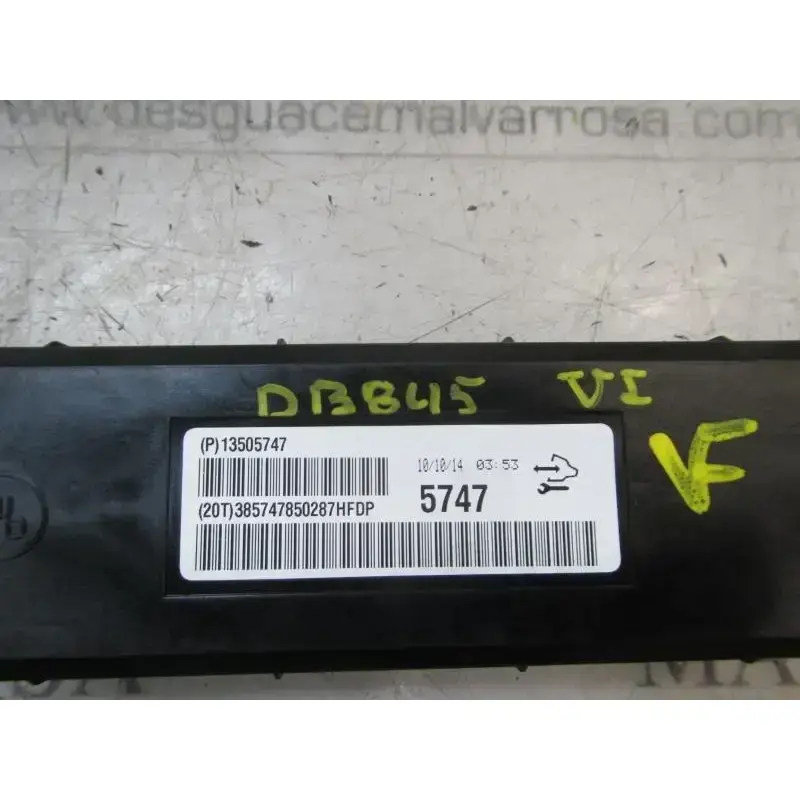 www.desguacemalvarrosa.com
DB845 VI
VF
(P)13505747
10/10/14 03:53
5747
(20T)385747850287HFDP